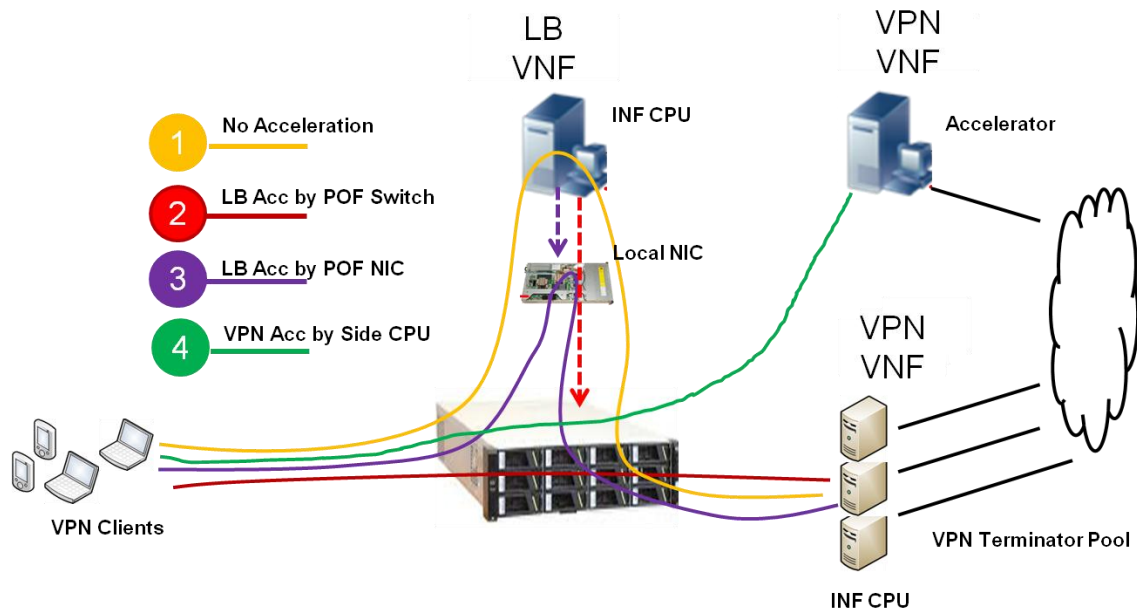 LB
VNF
VPN
VNF
INF CPU
Accelerator
1 No Acceleration
2 LB Acc by POF Switch
3 LB Acc by POF NIC
4 VPN Acc by Side CPU
Local NIC
VPN
VNF
VPN Clients
VPN Terminator Pool
INF CPU